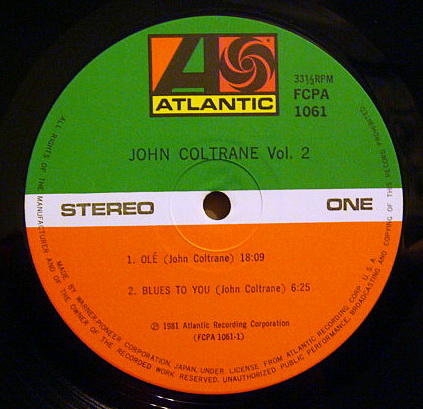 ATLANTIC
33⅓RPM
FCPA
1061
JOHN COLTRANE Vol. 2
STEREO
ONE
1. OLÉ (John Coltrane) 18:09
2. BLUES TO YOU (John Coltrane) 6:25
℗ 1981 Atlantic Recording Corporation
(FCPA 1061-1)
ALL RIGHTS OF THE MANUFACTURER AND OF THE OWNER OF THE RECORDED WORK RESERVED. UNAUTHORIZED PUBLIC PERFORMANCE, BROADCASTING AND COPYING OF THIS RECORD PROHIBITED
MADE BY WARNER-PIONEER CORPORATION, JAPAN, UNDER LICENSE FROM ATLANTIC RECORDING CORP. U.S.A.